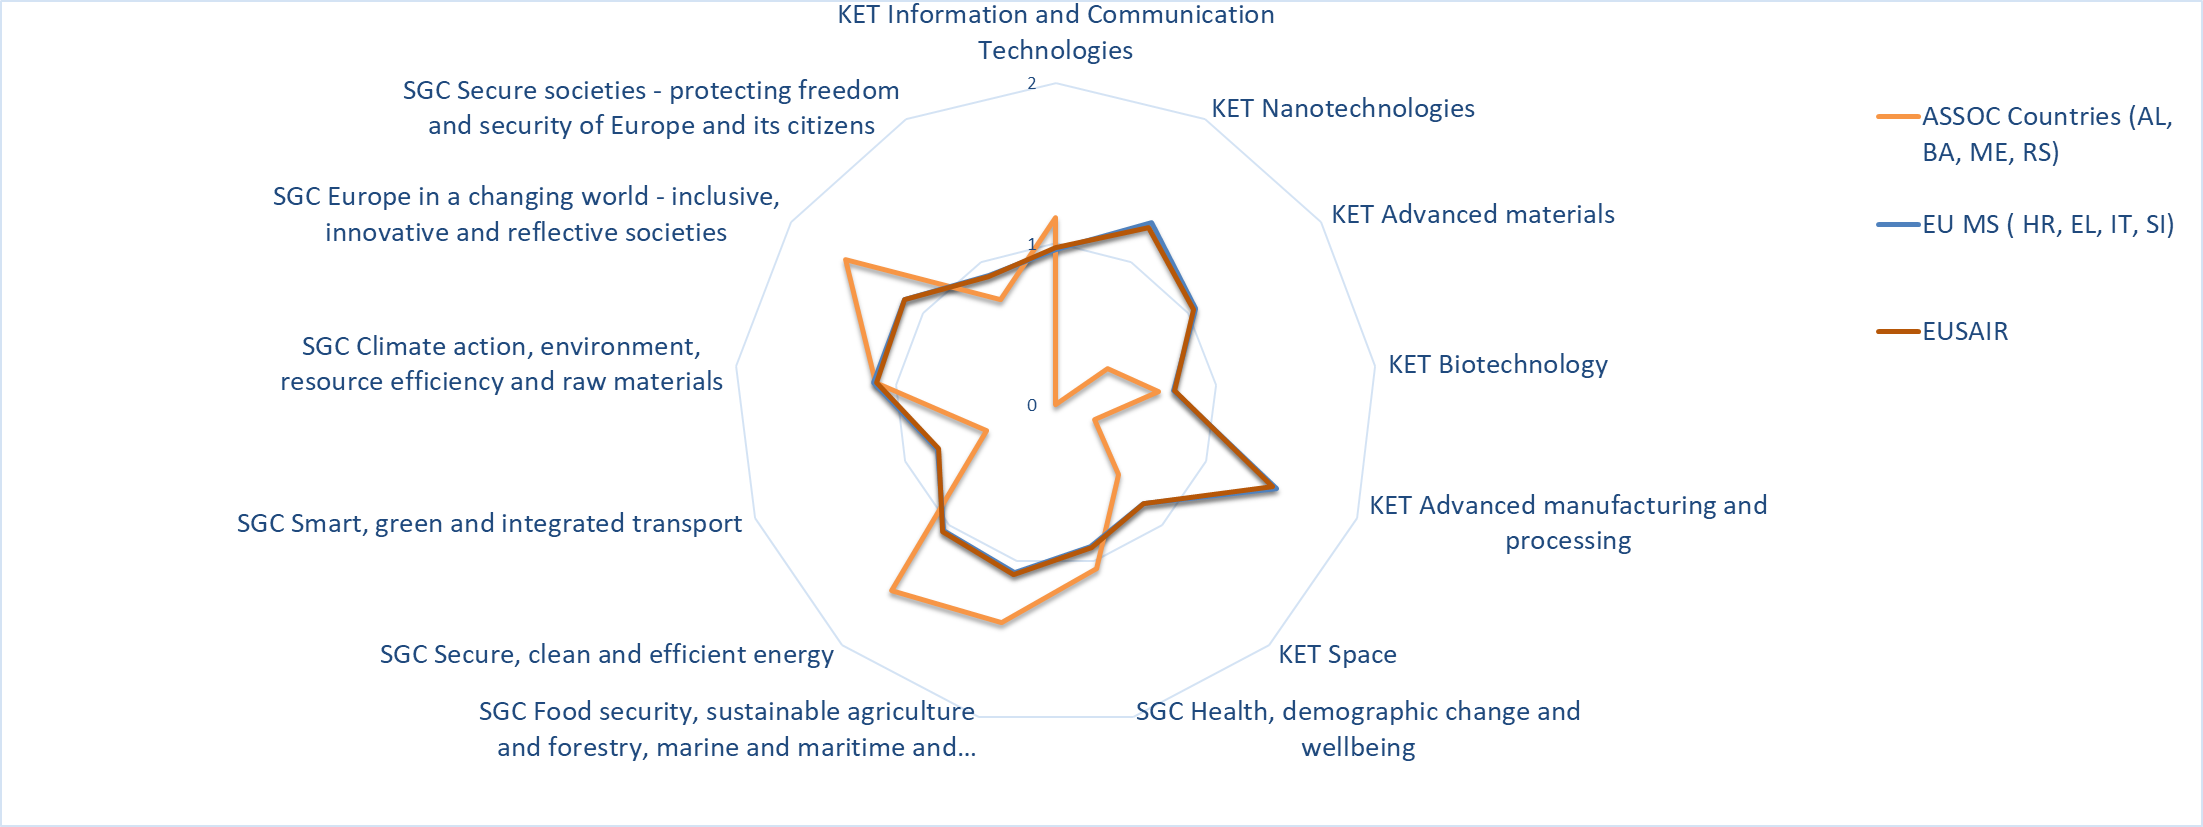 KET Information and Communication
Technologies
KET Nanotechnologies
KET Advanced materials
KET Biotechnology
KET Advanced manufacturing and
processing
KET Space
SGC Health, demographic change and
wellbeing
SGC Food security, sustainable agriculture
and forestry, marine and maritime and...
SGC Secure, clean and efficient energy
SGC Smart, green and integrated transport
SGC Climate action, environment,
resource efficiency and raw materials
SGC Europe in a changing world - inclusive,
innovative and reflective societies
SGC Secure societies - protecting freedom
and security of Europe and its citizens
2
1
0
ASSOC Countries (AL,
BA, ME, RS)
EU MS ( HR, EL, IT, SI)
EUSAIR